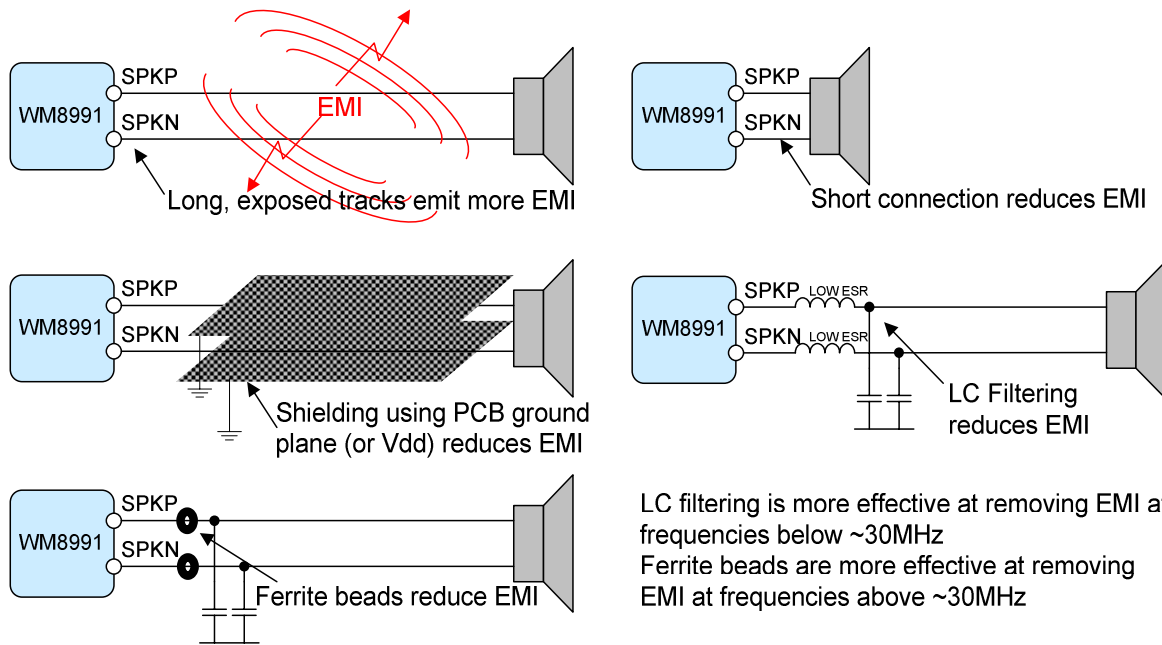 SPKP
WM8991
EMI
SPKN
Long, exposed tracks emit more EMI
SPKP
WM8991
SPKN
Short connection reduces EMI
SPKP
WM8991
SPKN
Shielding using PCB ground
plane (or Vdd) reduces EMI
SPKP LOW ESR
WM8991
SPKN LOW ESR
LC Filtering
reduces EMI
SPKP
WM8991
SPKN
Ferrite beads reduce EMI
LC filtering is more effective at removing EMI a
frequencies below ~30MHz
Ferrite beads are more effective at removing
EMI at frequencies above ~30MHz